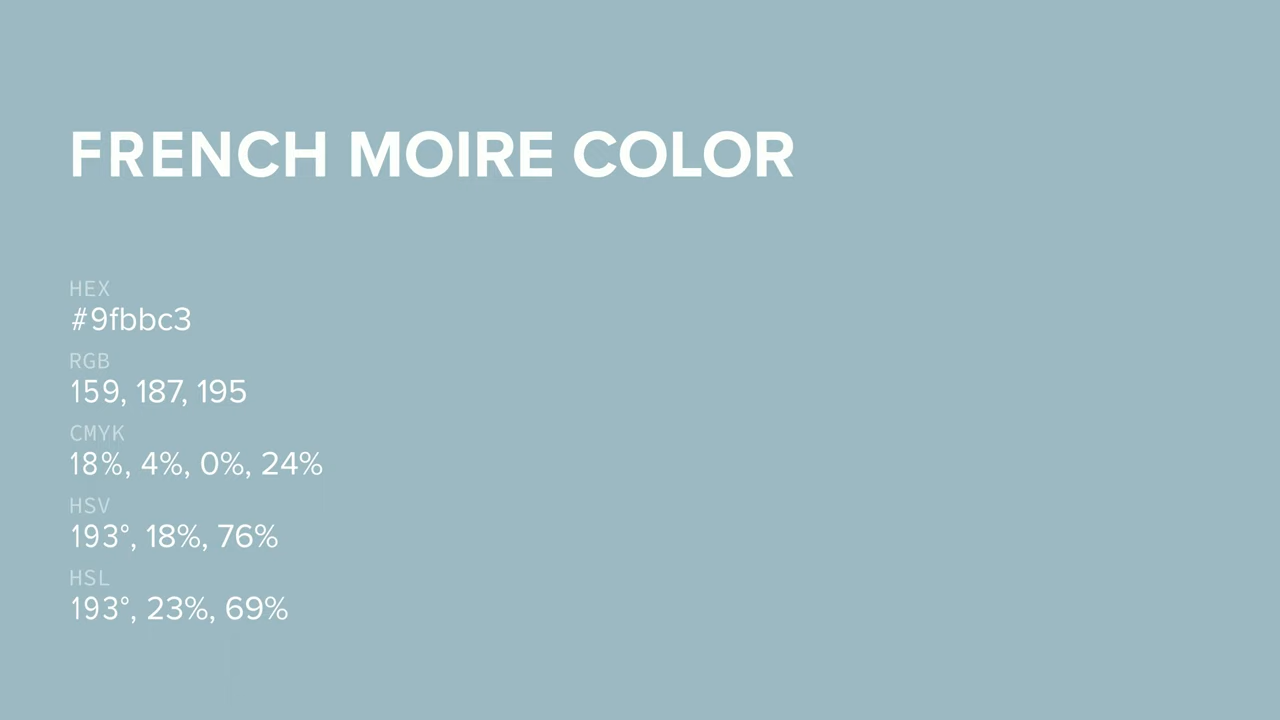 FRENCH MOIRE COLOR
HEX
#9fbbc3
RGB
159, 187, 195
CMYK
18%, 4%, 0%, 24%
HSV
193°, 18%, 76%
HSL
193°, 23%, 69%